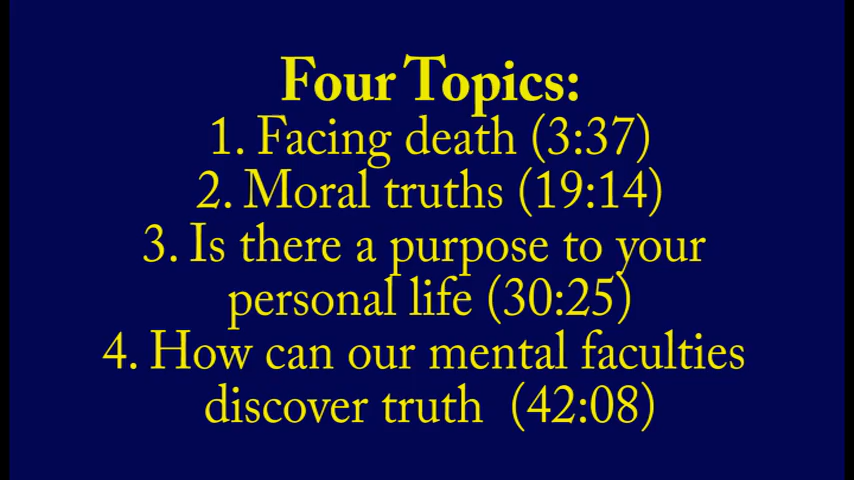 Four Topics:
1. Facing death (3:37)
2. Moral truths (19:14)
3. Is there a purpose to your
personal life (30:25)
4. How can our mental faculties
discover truth (42:08)